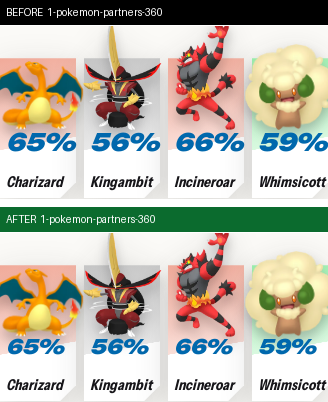 BEFORE 1-pokemon-partners-360
65% 56% 66% 59%
Charizard Kingambit Incineroar Whimsicott
AFTER 1-pokemon-partners-360
65% 56% 66% 59%
Charizard Kingambit Incineroar Whimsicott